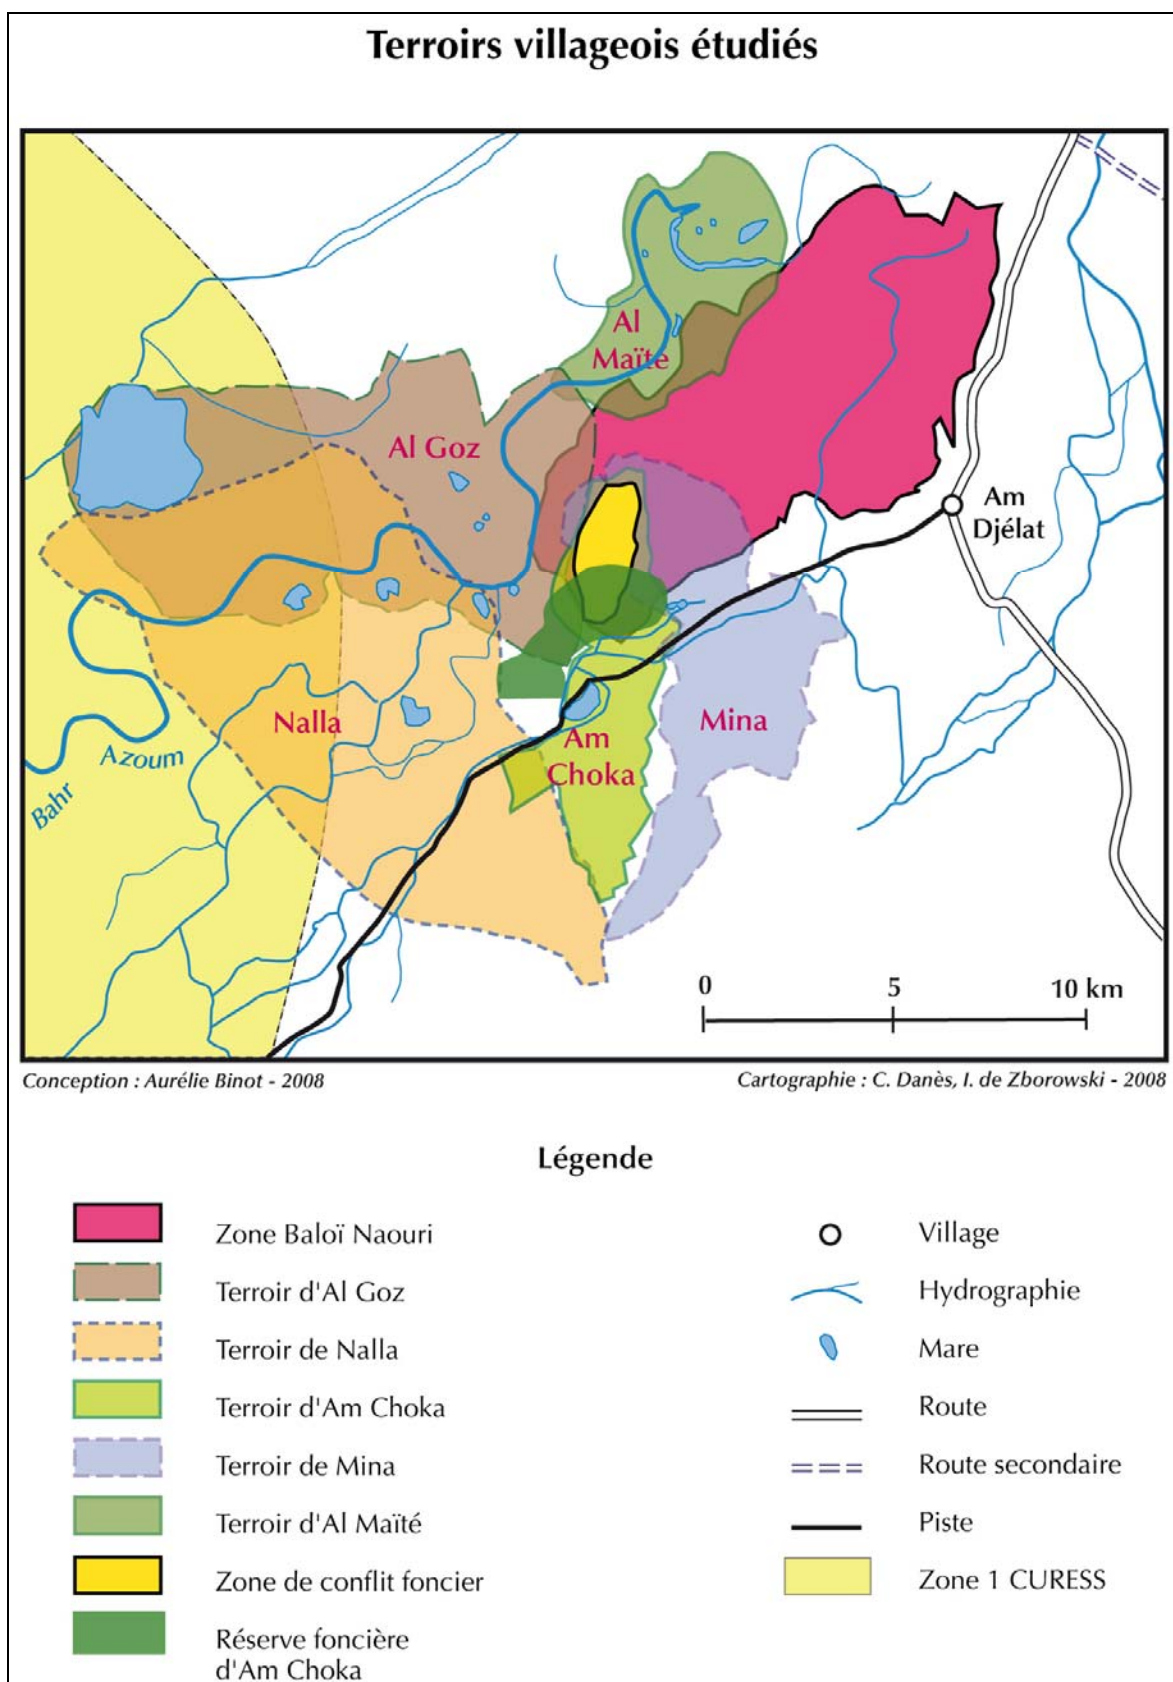 Terroirs villageois étudiés
Al
Maïte
Al Goz
Am
Djélat
Nalla
Mina
Am
Choka
Azoum
Bahr
0 5 10 km
Conception : Aurélie Binot - 2008
Cartographie : C. Danès, I. de Zborowski - 2008
Légende
Zone Baloï Naouri
Terroir d'Al Goz
Terroir de Nalla
Terroir d'Am Choka
Terroir de Mina
Terroir d'Al Maïté
Zone de conflit foncier
Réserve foncière
d'Am Choka
Village
Hydrographie
Mare
Route
Route secondaire
Piste
Zone 1 CURESS